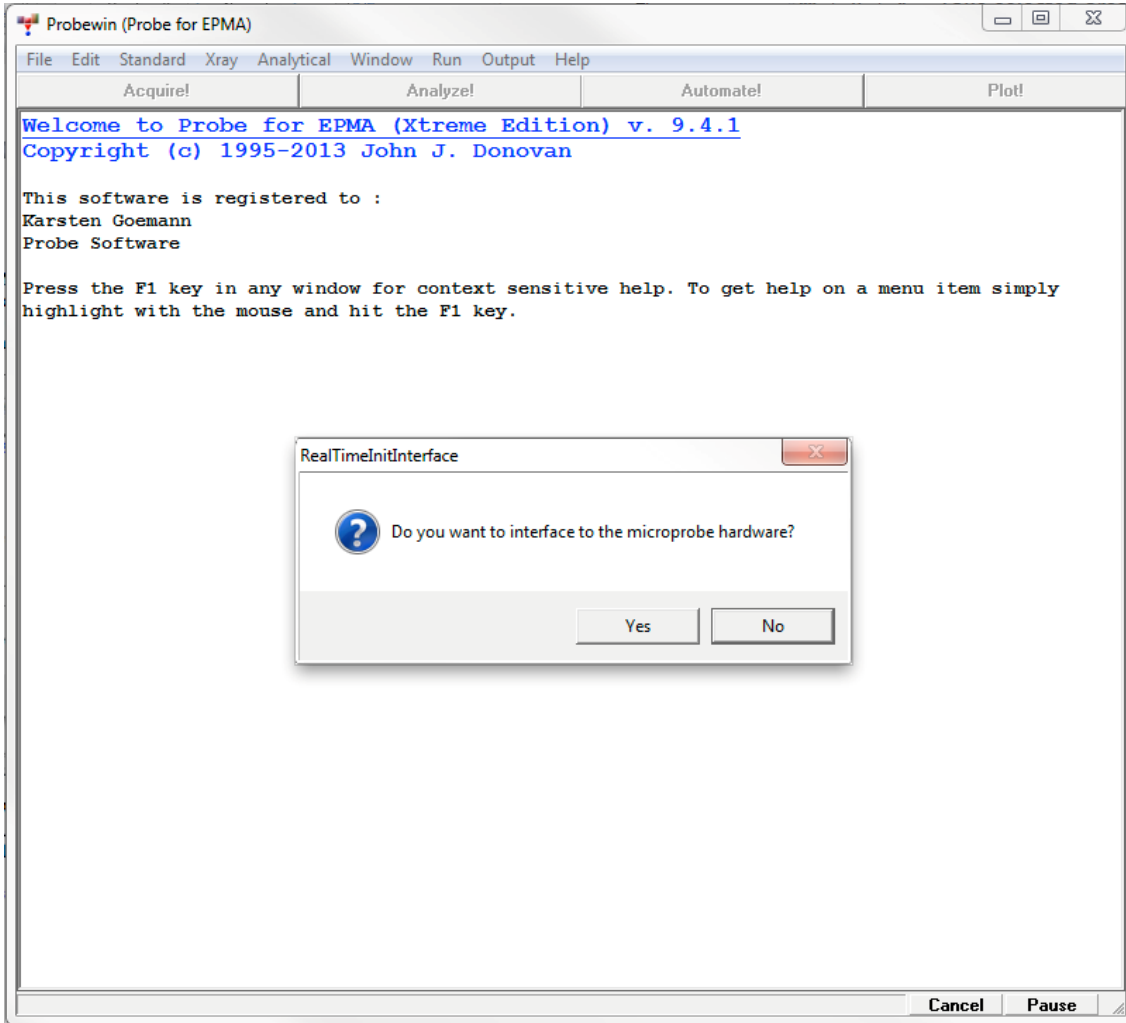 Probewin (Probe for EPMA)
File Edit Standard Xray Analytical Window Run Output Help
Acquire! Analyze! Automate! Plot!
Welcome to Probe for EPMA (Xtreme Edition) v. 9.4.1
Copyright (c) 1995-2013 John J. Donovan
This software is registered to :
Karsten Goemann
Probe Software
Press the F1 key in any window for context sensitive help. To get help on a menu item simply
highlight with the mouse and hit the F1 key.
RealTimeInitInterface
Do you want to interface to the microprobe hardware?
Yes No
Cancel Pause